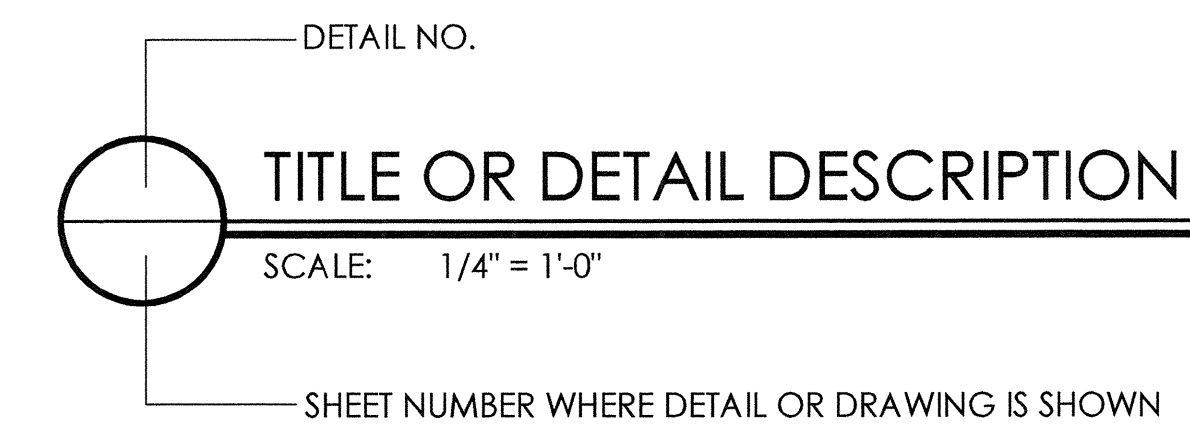 DETAIL NO.
TITLE OR DETAIL DESCRIPTION
SCALE: 1/4" = 1'-0"
SHEET NUMBER WHERE DETAIL OR DRAWING IS SHOWN